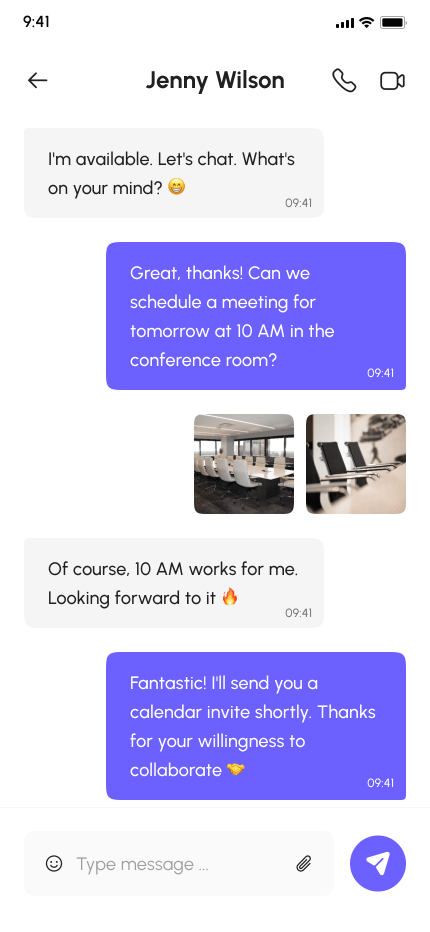 9:41
Jenny Wilson
I'm available. Let's chat. What's
on your mind? 😁
09:41
Great, thanks! Can we
schedule a meeting for
tomorrow at 10 AM in the
conference room?
09:41
Of course, 10 AM works for me.
Looking forward to it 🔥
09:41
Fantastic! I'll send you a
calendar invite shortly. Thanks
for your willingness to
collaborate 🤝
09:41
Type message ...